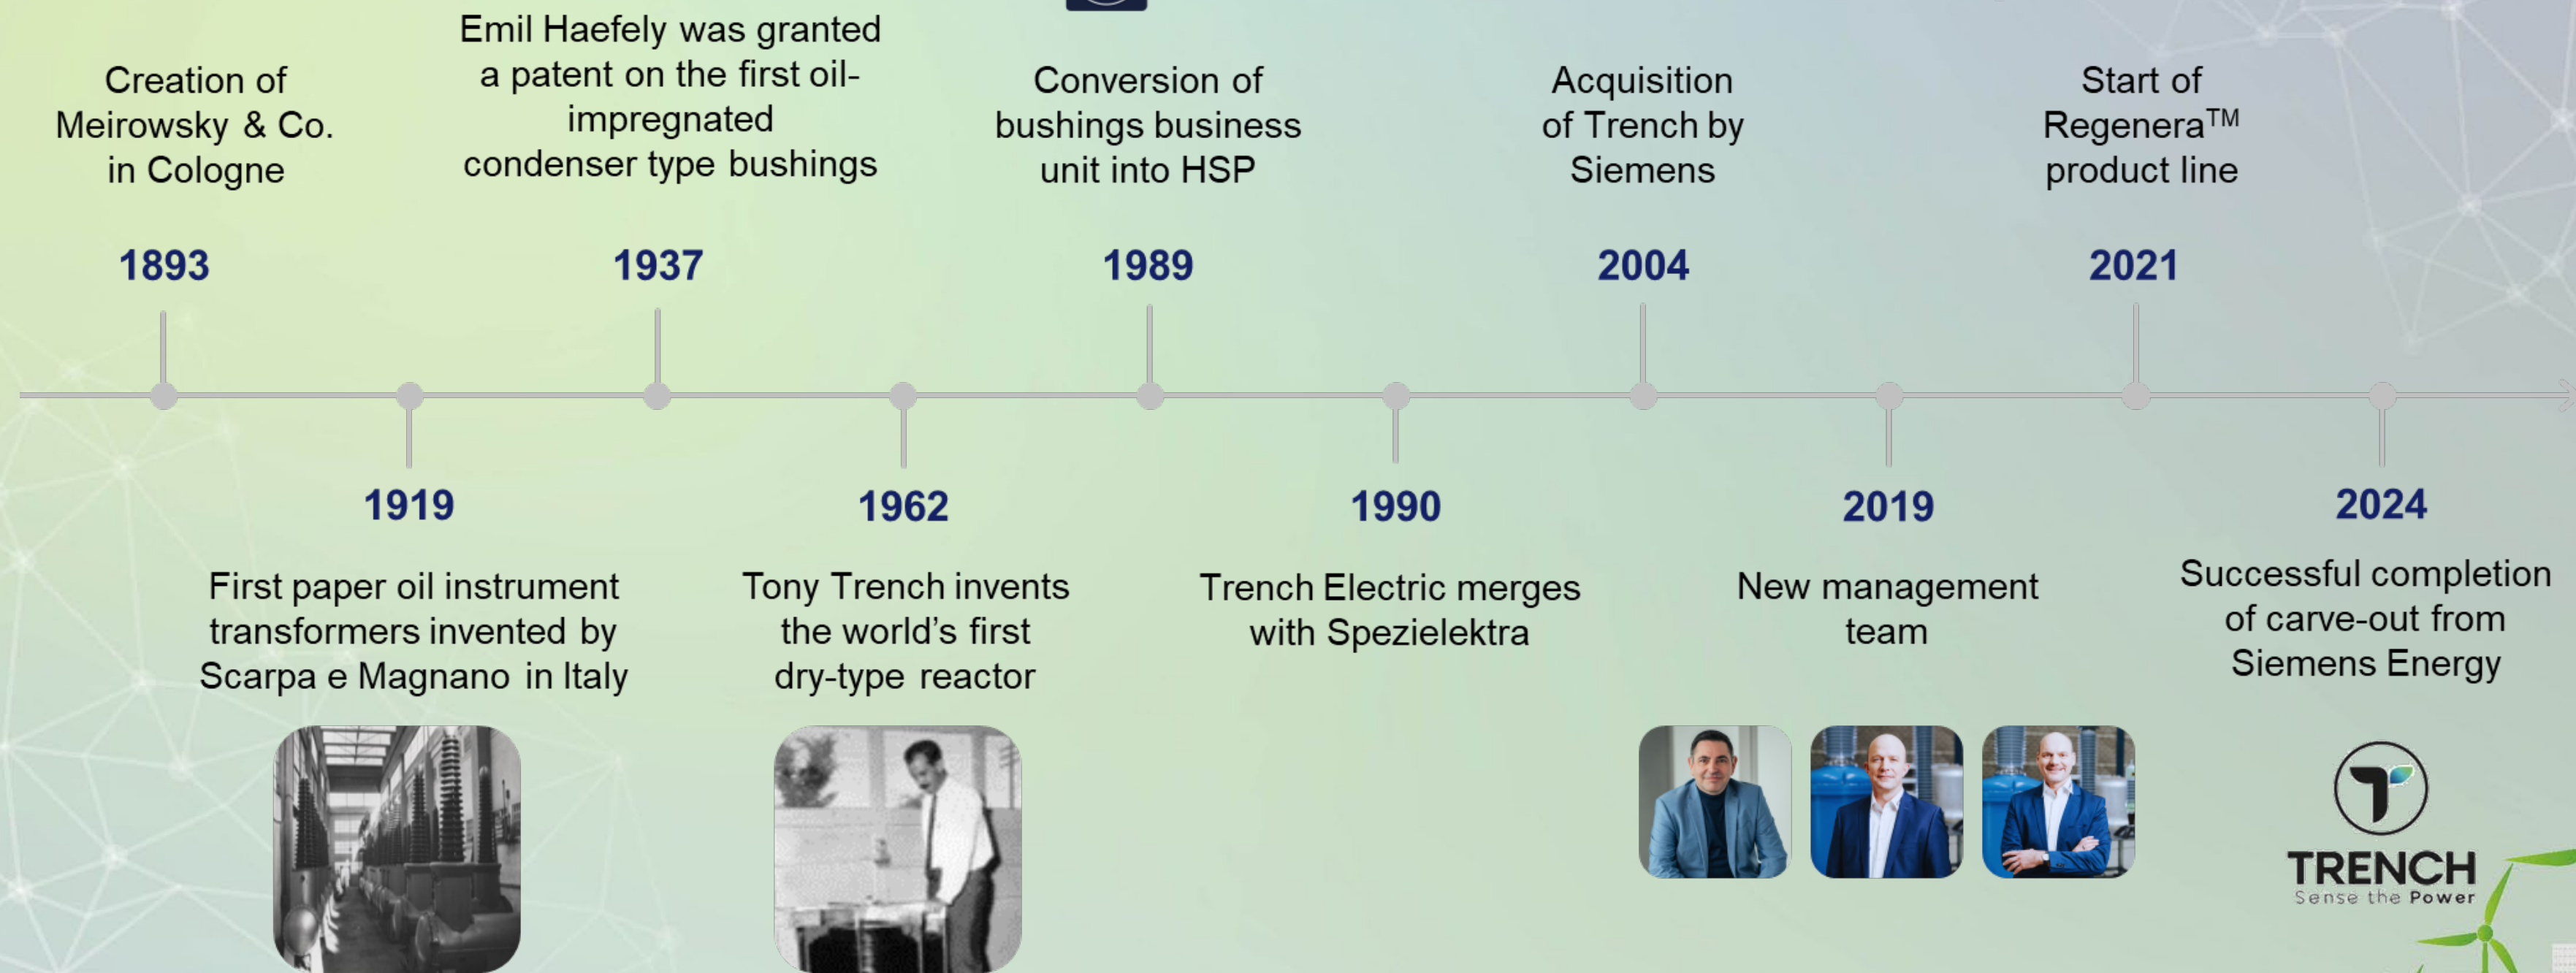 Creation of
Meirowsky & Co.
in Cologne
1893
Emil Haefely was granted
a patent on the first oil-
impregnated
condenser type bushings
1937
Conversion of
bushings business
unit into HSP
1989
Acquisition
of Trench by
Siemens
2004
Start of
Regenera™
product line
2021
1919
First paper oil instrument
transformers invented by
Scarpa e Magnano in Italy
1962
Tony Trench invents
the world’s first
dry-type reactor
1990
Trench Electric merges
with Spezielektra
2019
New management
team
2024
Successful completion
of carve-out from
Siemens Energy
TRENCH
Sense the Power